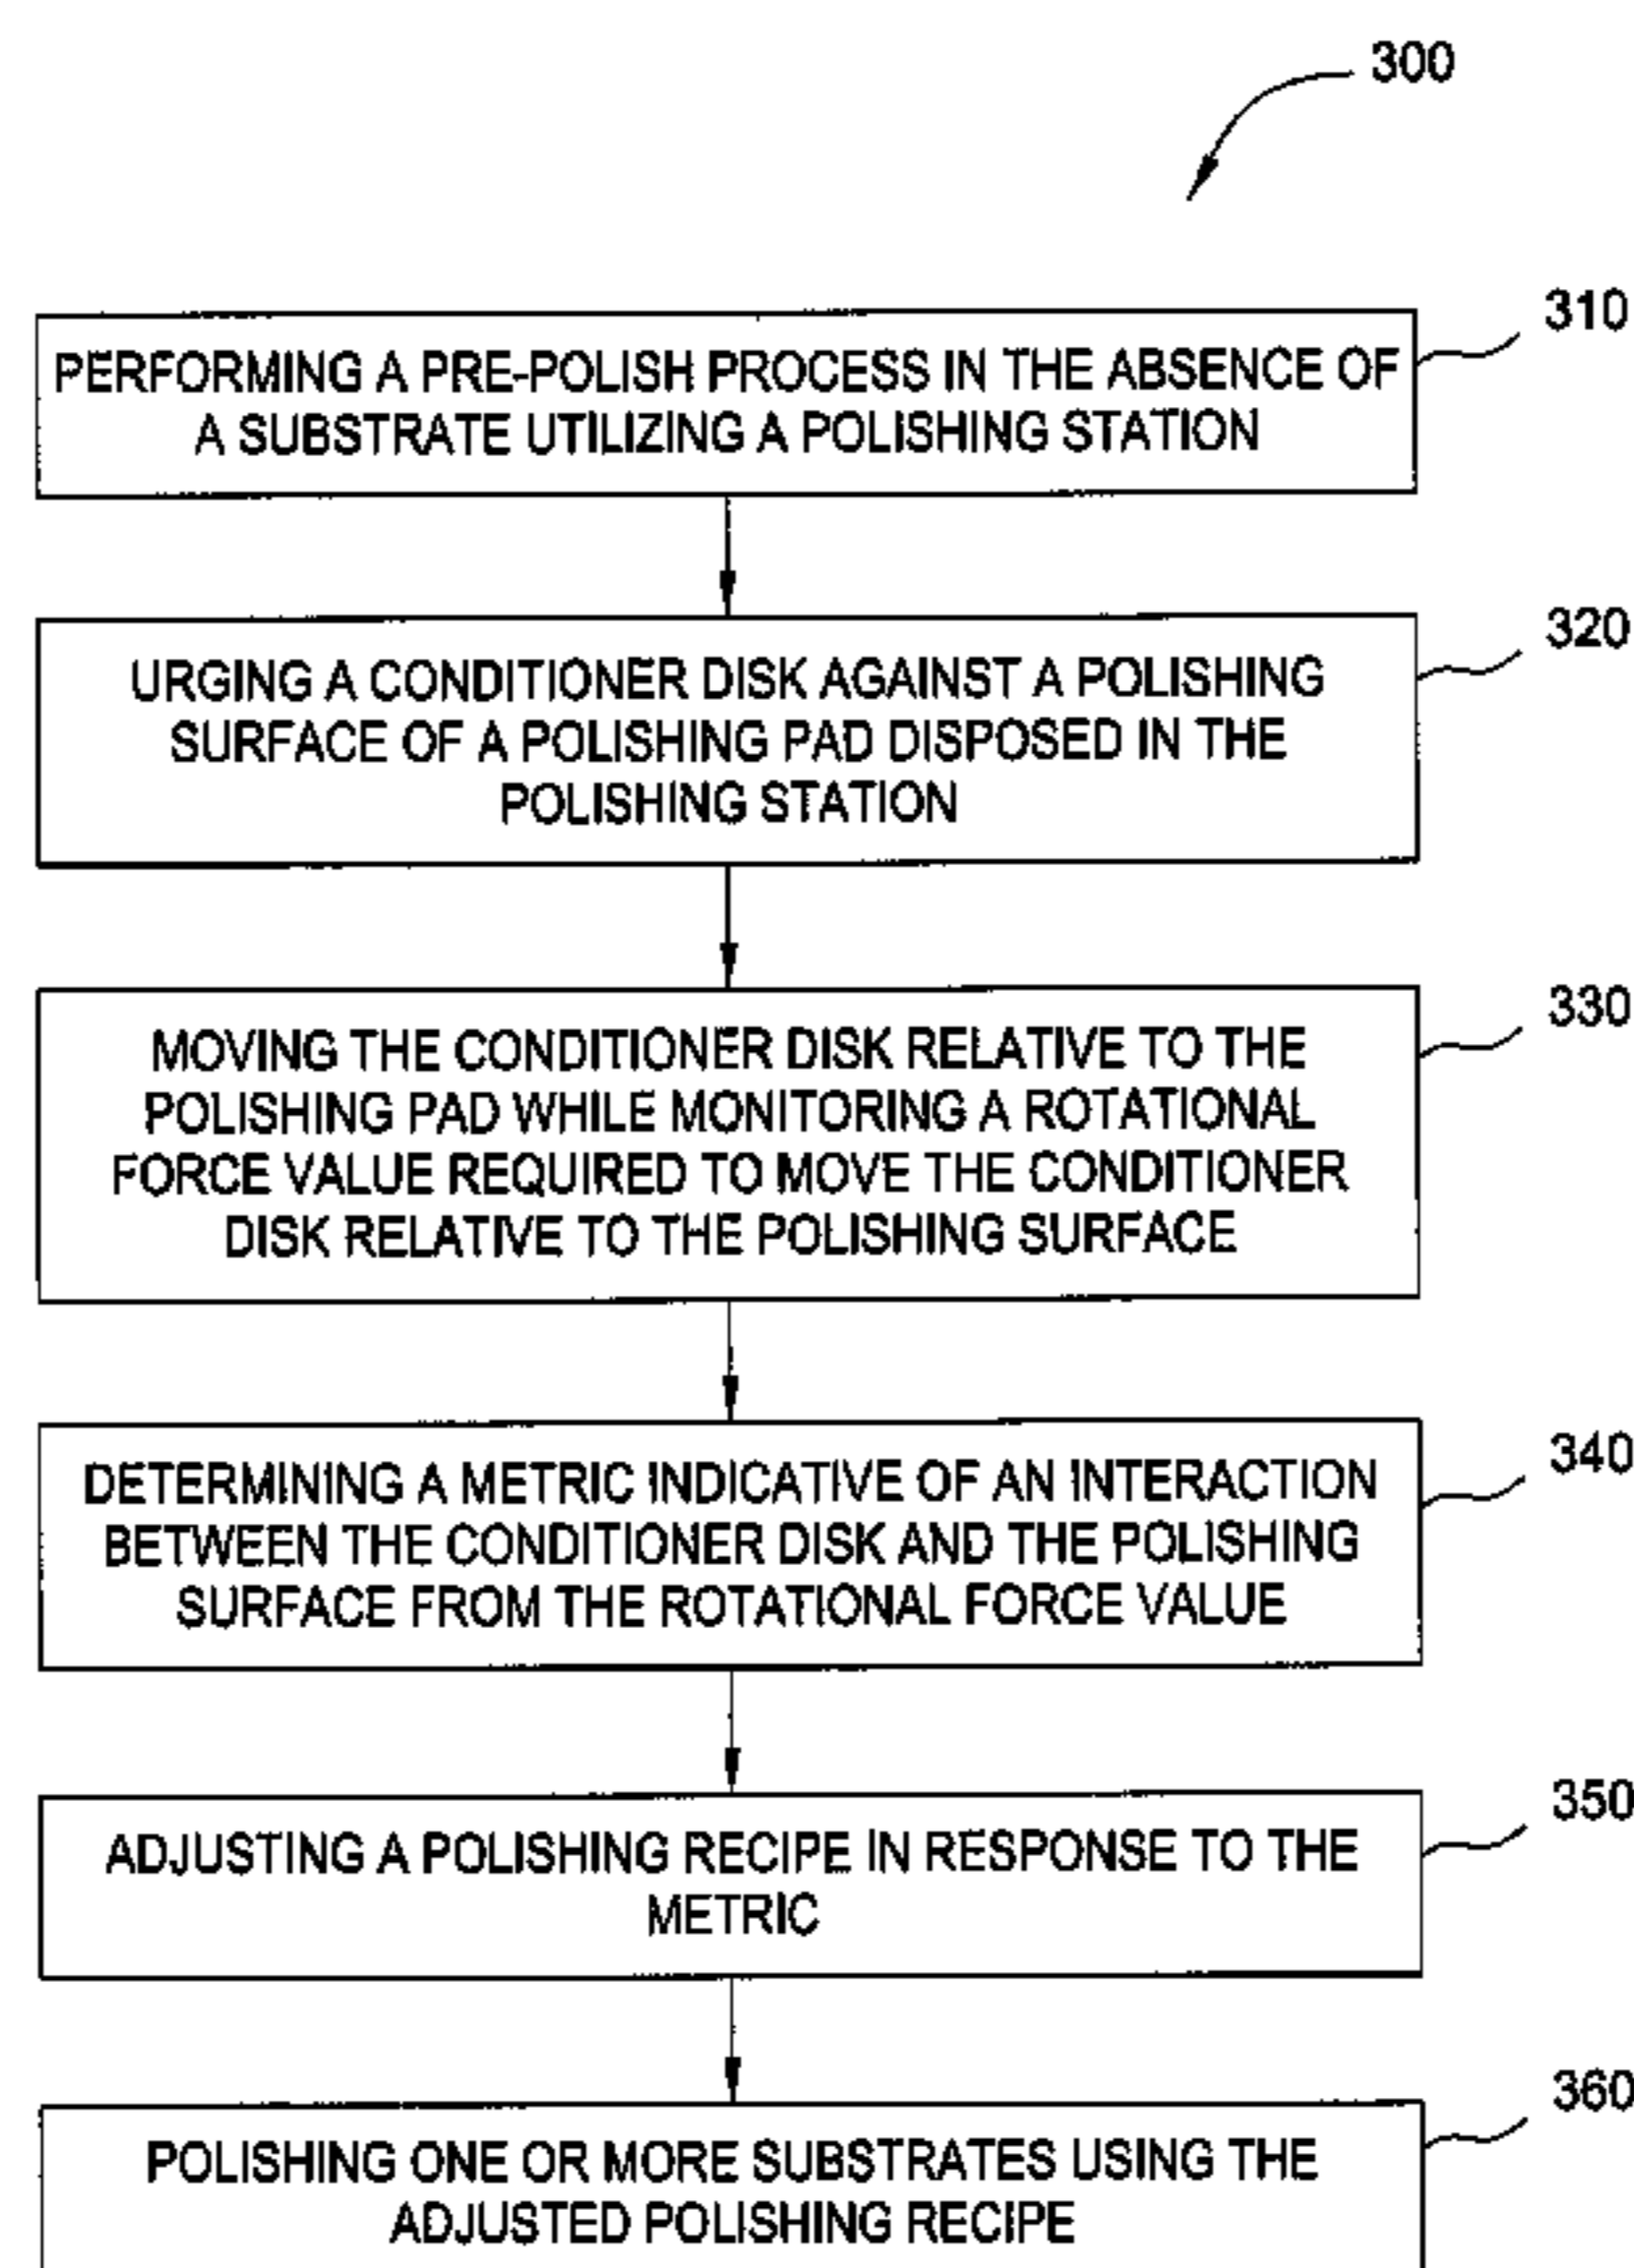 300
310
PERFORMING A PRE-POLISH PROCESS IN THE ABSENCE OF
A SUBSTRATE UTILIZING A POLISHING STATION
320
URGING A CONDITIONER DISK AGAINST A POLISHING
SURFACE OF A POLISHING PAD DISPOSED IN THE
POLISHING STATION
330
MOVING THE CONDITIONER DISK RELATIVE TO THE
POLISHING PAD WHILE MONITORING A ROTATIONAL
FORCE VALUE REQUIRED TO MOVE THE CONDITIONER
DISK RELATIVE TO THE POLISHING SURFACE
340
DETERMINING A METRIC INDICATIVE OF AN INTERACTION
BETWEEN THE CONDITIONER DISK AND THE POLISHING
SURFACE FROM THE ROTATIONAL FORCE VALUE
350
ADJUSTING A POLISHING RECIPE IN RESPONSE TO THE
METRIC
360
POLISHING ONE OR MORE SUBSTRATES USING THE
ADJUSTED POLISHING RECIPE